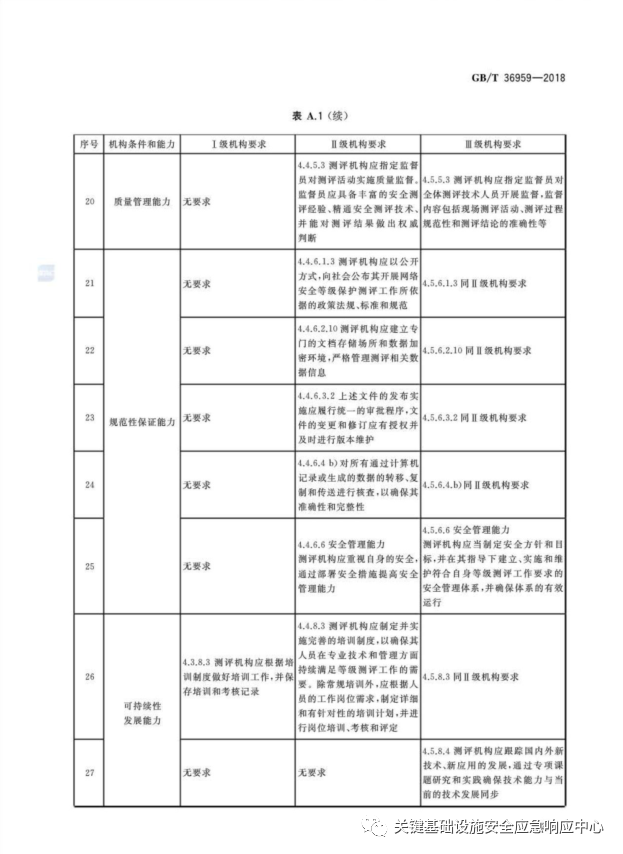 GB/T 36959—2018
表 A.1（续）
序号 机构条件和能力 Ⅰ级机构要求 Ⅱ级机构要求 Ⅲ级机构要求
20 质量管理能力 无要求
4.4.5.3 测评机构应指定监督
员对测评活动实施质量监督。
监督员应具备丰富的安全测
评经验、精通安全测评技术、
并能对测评结果做出权威
判断
4.5.5.3 测评机构应指定监督员对
全体测评技术人员开展监督，监督
内容包括现场测评活动、测评过程
规范性和测评结论的准确性等
规范性保证能力
21 无要求
4.4.6.1.3 测评机构应以公开
方式，向社会公布其开展网络
安全等级保护测评工作所依
据的政策法规、标准和规范
4.5.6.1.3 同Ⅱ级机构要求
22 无要求
4.4.6.2.10 测评机构应建立专
门的文档存储场所和数据加
密环境，严格管理测评相关数
据信息
4.5.6.2.10 同Ⅱ级机构要求
23 无要求
4.4.6.3.2 上述文件的发布实
施应履行统一的审批程序，文
件的变更和修订应有授权并
及时进行版本维护
4.5.6.3.2 同Ⅱ级机构要求
24 无要求
4.4.6.4 b) 对所有通过计算机
记录或生成的数据的转移、复
制和传送进行核查，以确保其
准确性和完整性
4.5.6.4.b) 同Ⅱ级机构要求
25 无要求
4.4.6.6 安全管理能力
测评机构应重视自身的安全，
通过部署安全措施提高安全
管理能力
4.5.6.6 安全管理能力
测评机构应当制定安全方针和目
标，并在其指导下建立、实施和维
护符合自身等级测评工作要求的
安全管理体系，并确保体系的有效
运行
可持续性
发展能力
26
4.3.8.3 测评机构应根据培
训制度做好培训工作，并保
存培训和考核记录
4.4.8.3 测评机构应制定并实
施完善的培训制度，以确保其
人员在专业技术和管理方面
持续满足等级测评工作的需
要。除常规培训外，应根据人
员的工作岗位需求，制定详细
和有针对性的培训计划，并进
行岗位培训、考核和评定
4.5.8.3 同Ⅱ级机构要求
27 无要求 无要求
4.5.8.4 测评机构应跟踪国内外新
技术、新应用的发展，通过专项课
题研究和实践确保技术能力与当
前的技术发展同步
关键基础设施安全应急响应中心